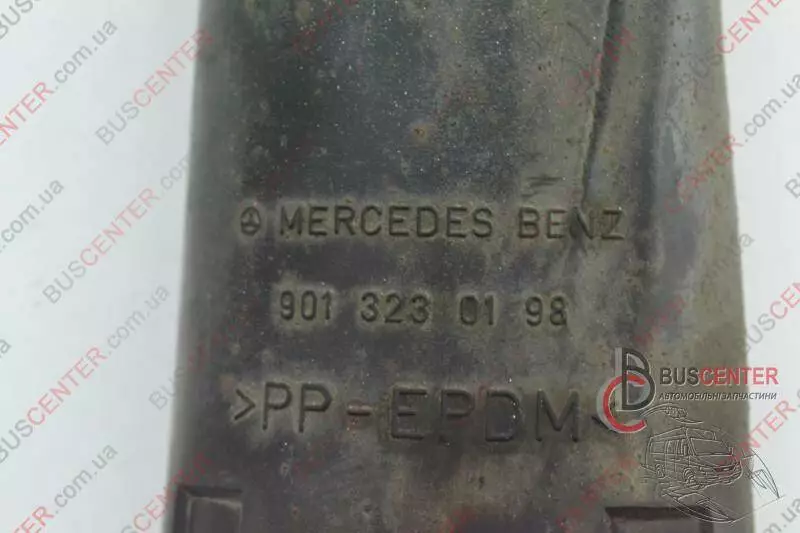 MERCEDES BENZ
901 323 01 98
>PP-EPDM<
BUSCENTER
АВТОМОБІЛЬНІ ЗАПЧАСТИНИ
BUSCENTER.com.ua